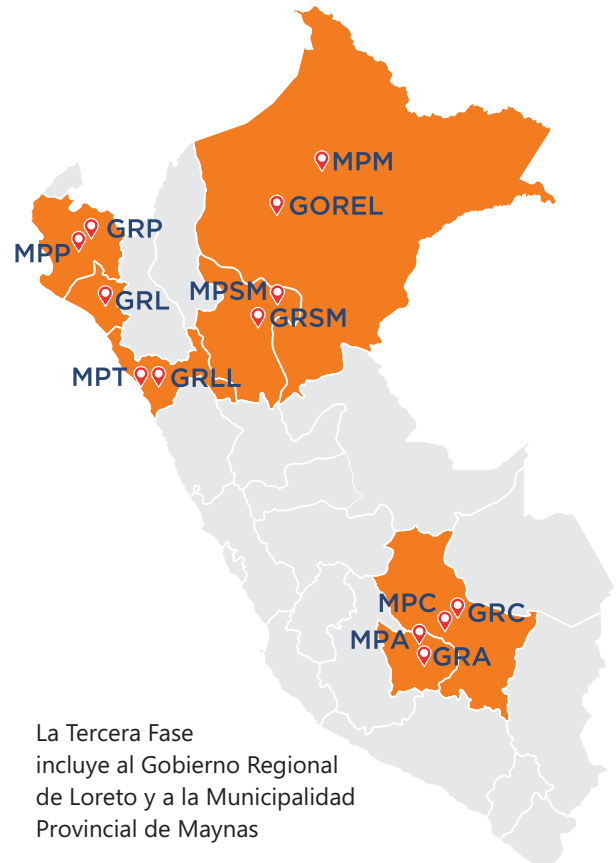 MPM
GOREL
GRP
MPP
GRL
MPSM
GRSM
MPT
GRLL
MPC
GRC
MPA
GRA
La Tercera Fase
incluye al Gobierno Regional
de Loreto y a la Municipalidad
Provincial de Maynas